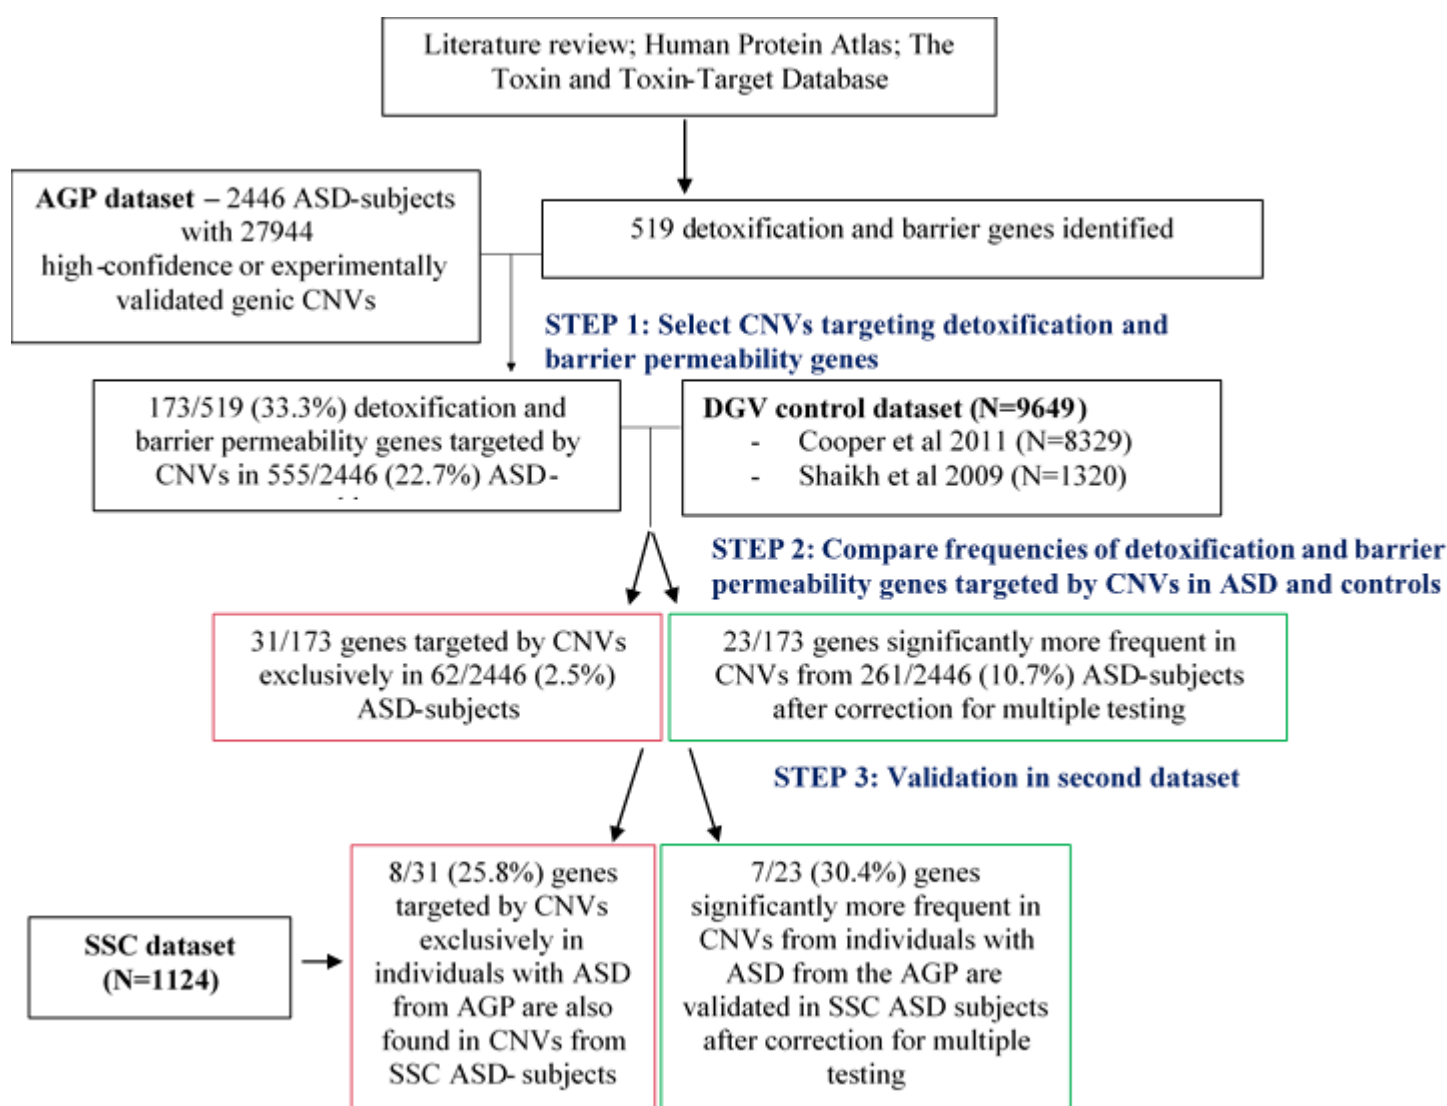 Literature review; Human Protein Atlas; The
Toxin and Toxin-Target Database
AGP dataset – 2446 ASD-subjects
with 27944
high-confidence or experimentally
validated genic CNVs
519 detoxification and barrier genes identified
STEP 1: Select CNVs targeting detoxification and
barrier permeability genes
173/519 (33.3%) detoxification and
barrier permeability genes targeted by
CNVs in 555/2446 (22.7%) ASD-
DGV control dataset (N=9649)
- Cooper et al 2011 (N=8329)
- Shaikh et al 2009 (N=1320)
STEP 2: Compare frequencies of detoxification and barrier
permeability genes targeted by CNVs in ASD and controls
31/173 genes targeted by CNVs
exclusively in 62/2446 (2.5%)
ASD-subjects
23/173 genes significantly more frequent in
CNVs from 261/2446 (10.7%) ASD-subjects
after correction for multiple testing
STEP 3: Validation in second dataset
SSC dataset
(N=1124)
8/31 (25.8%) genes
targeted by CNVs
exclusively in
individuals with ASD
from AGP are also
found in CNVs from
SSC ASD- subjects
7/23 (30.4%) genes
significantly more frequent in
CNVs from individuals with
ASD from the AGP are
validated in SSC ASD subjects
after correction for multiple
testing